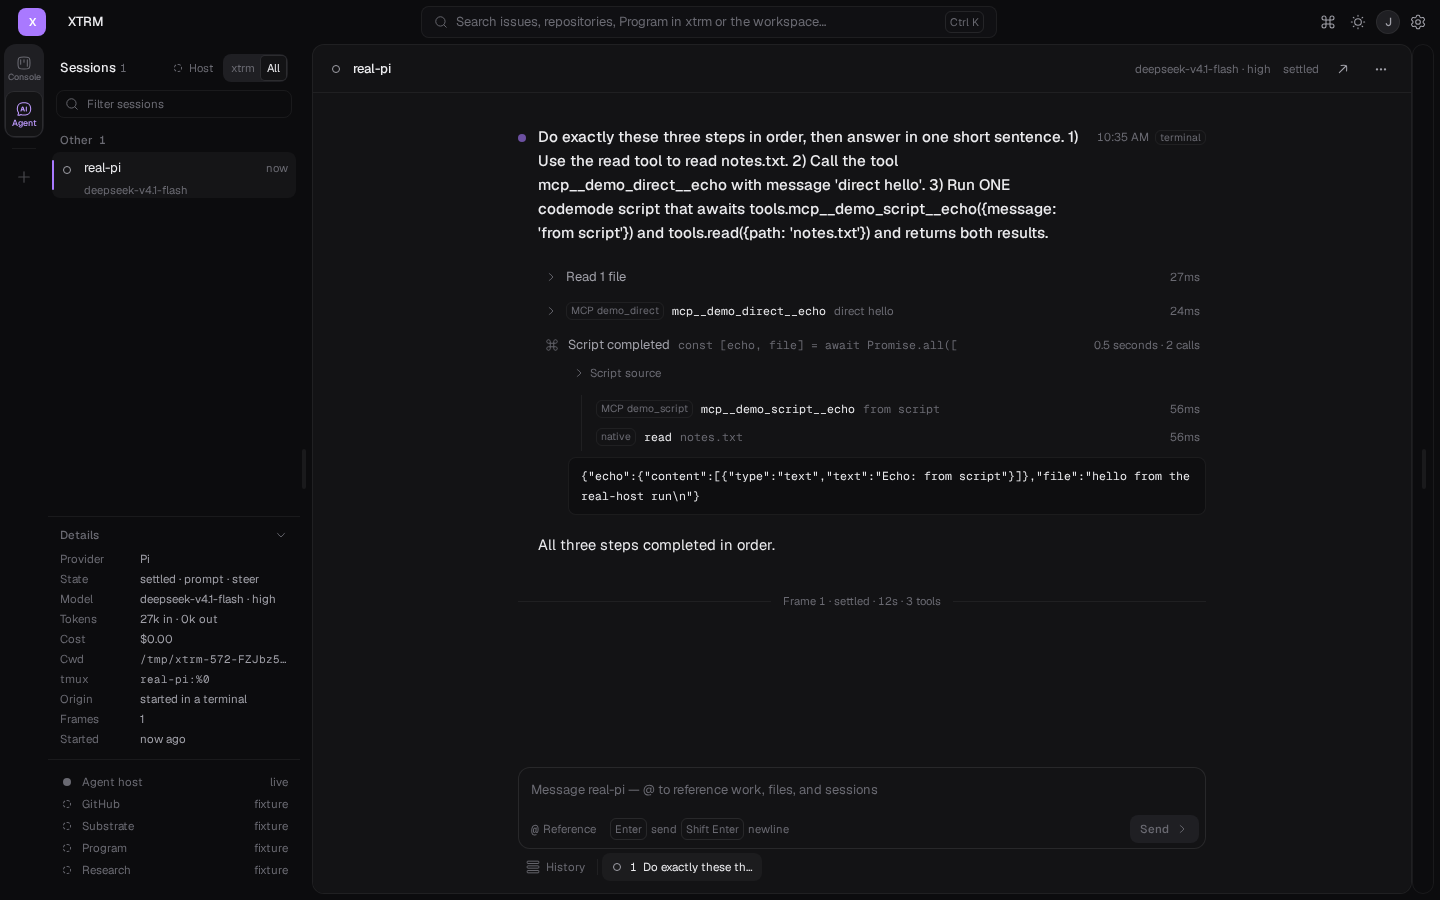 X
XTRM
Search issues, repositories, Program in xtrm or the workspace...
Ctrl K
J
Console
AI
Agent
Sessions 1
Host
xtrm
All
Filter sessions
Other 1
real-pi
now
deepseek-v4.1-flash
Details
Provider Pi
State settled · prompt · steer
Model deepseek-v4.1-flash · high
Tokens 27k in · 0k out
Cost $0.00
Cwd /tmp/xtrm-572-FZJbz5…
tmux real-pi:%0
Origin started in a terminal
Frames 1
Started now ago
Agent host live
GitHub fixture
Substrate fixture
Program fixture
Research fixture
real-pi
deepseek-v4.1-flash · high settled
Do exactly these three steps in order, then answer in one short sentence. 1)
Use the read tool to read notes.txt. 2) Call the tool
mcp__demo_direct__echo with message 'direct hello'. 3) Run ONE
codemode script that awaits tools.mcp__demo_script__echo({message:
'from script'}) and tools.read({path: 'notes.txt'}) and returns both results.
10:35 AM terminal
Read 1 file 27ms
MCP demo_direct mcp__demo_direct__echo direct hello 24ms
Script completed const [echo, file] = await Promise.all([ 0.5 seconds · 2 calls
Script source
MCP demo_script mcp__demo_script__echo from script 56ms
native read notes.txt 56ms
{"echo":{"content":[{"type":"text","text":"Echo: from script"}]},"file":"hello from the
real-host run\n"}
All three steps completed in order.
Frame 1 · settled · 12s · 3 tools
Message real-pi — @ to reference work, files, and sessions
@ Reference Enter send Shift Enter newline
Send
History
1 Do exactly these th…